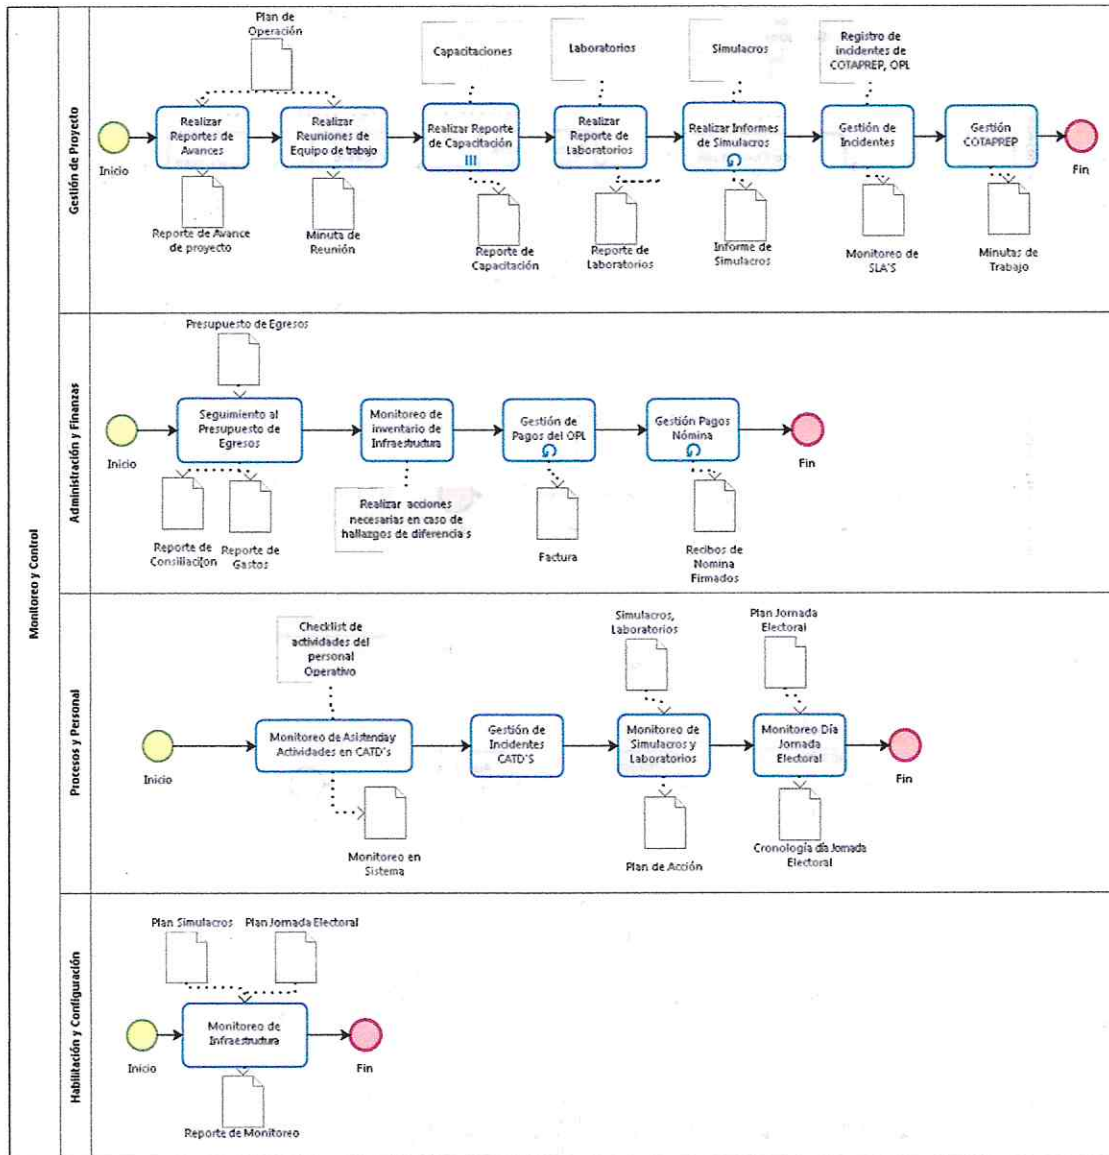 Monitoreo y Control
Gestión de Proyecto
Plan de
Operación
Capacitaciones
Laboratorios
Simulacros
Registro de
incidentes de
COTAPREP, OPL
Inicio
Realizar
Reportes de
Avances
Realizar
Reuniones de
Equipo de trabajo
Realizar Reporte
de Capacitación
Realizar
Reporte de
Laboratorios
Realizar Informes
de Simulacros
Gestión de
Incidentes
Gestión
COTAPREP
Fin
Reporte de Avance
de proyecto
Minuta de
Reunión
Reporte de
Capacitación
Reporte de
Laboratorios
Informe de
Simulacros
Monitoreo de
SLA'S
Minutas de
Trabajo
Administración y Finanzas
Presupuesto de Egresos
Inicio
Seguimiento al
Presupuesto de
Egresos
Monitoreo de
inventario de
Infraestructura
Gestión de
Pagos del OPL
Gestión Pagos
Nómina
Fin
Reporte de
Consiliacion
Reporte de
Gastos
Realizar acciones
necesarias en caso de
hallazgos de diferencias
Factura
Recibos de
Nomina
Firmados
Procesos y Personal
Checklist de
actividades del
personal
Operativo
Simulacros,
Laboratorios
Plan Jornada
Electoral
Inicio
Monitoreo de Asistencia y
Actividades en CATD's
Gestión de
Incidentes
CATD'S
Monitoreo de
Simulacros y
Laboratorios
Monitoreo Día
Jornada
Electoral
Fin
Monitoreo en
Sistema
Plan de Acción
Cronología día Jornada
Electoral
Habilitación y Configuración
Plan Simulacros
Plan Jornada Electoral
Inicio
Monitoreo de
Infraestructura
Fin
Reporte de Monitoreo